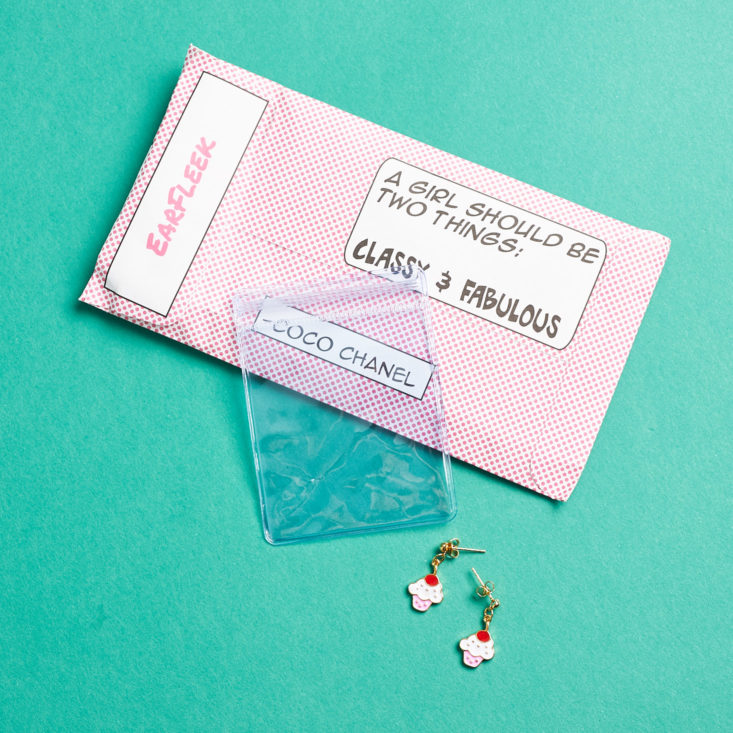 EARFLEEK
A GIRL SHOULD BE
TWO THINGS:
CLASSY & FABULOUS
-COCO CHANEL